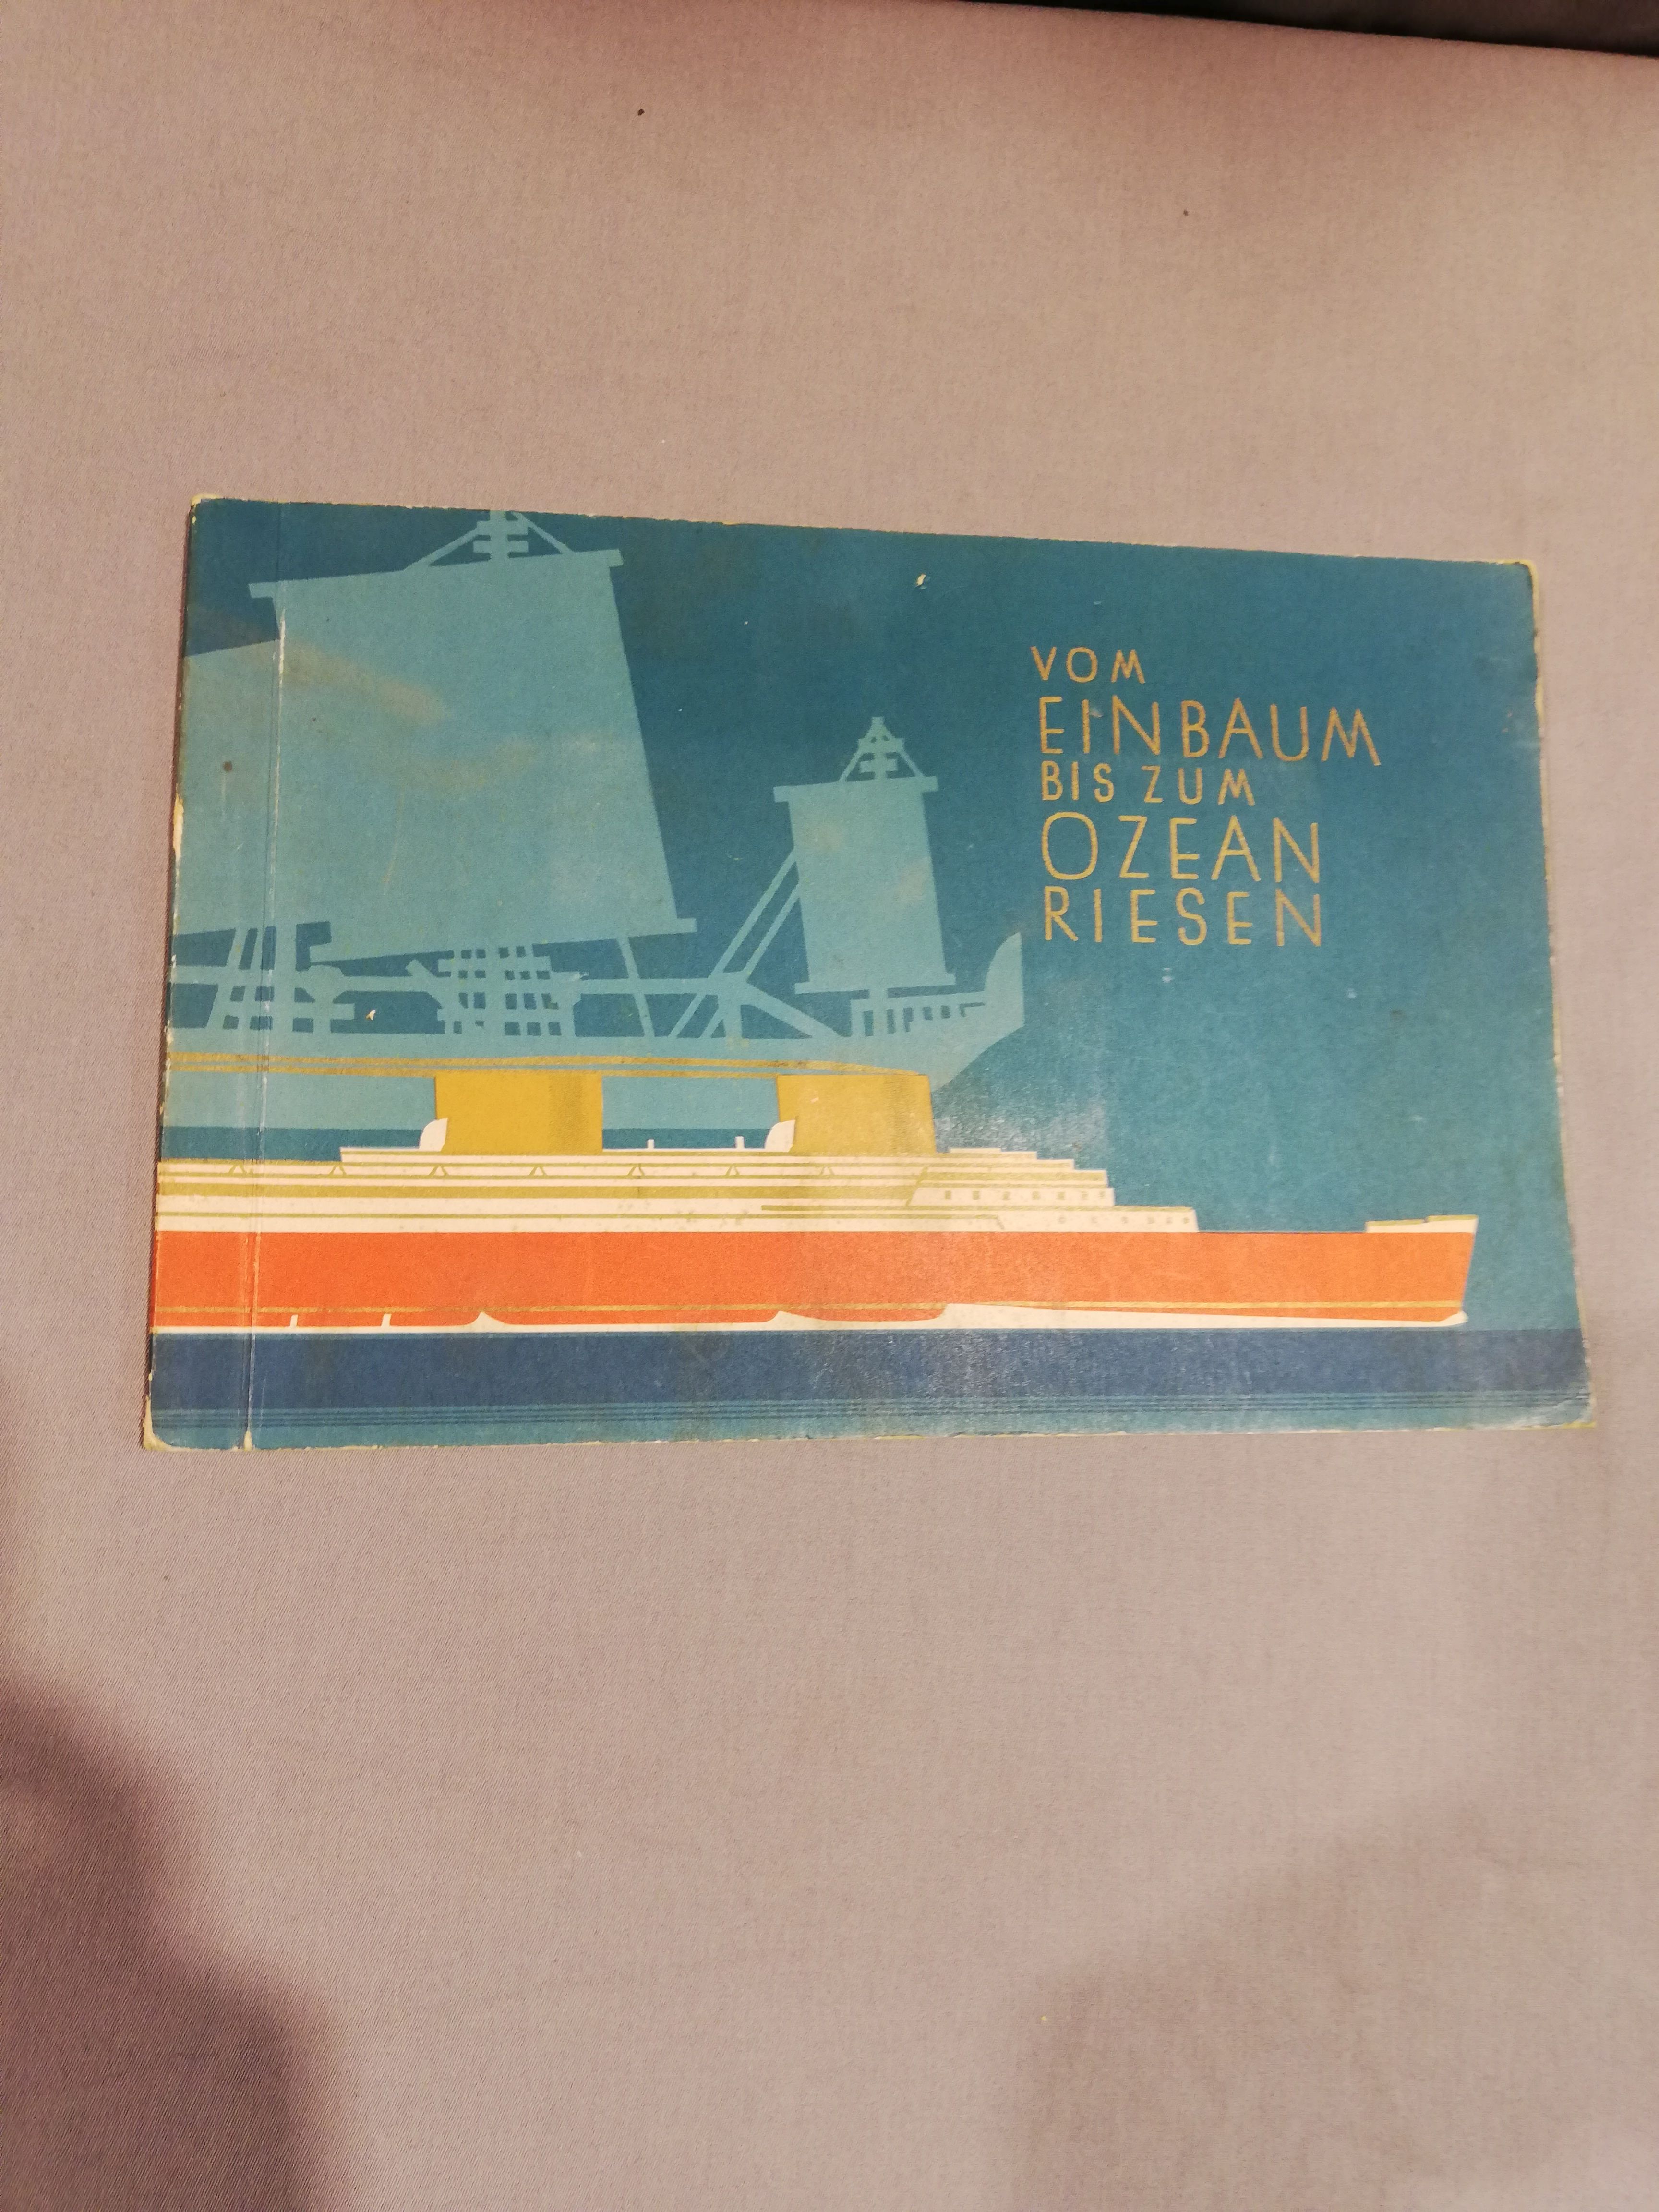 VOM
EINBAUM
BIS ZUM
OZEAN
RIESEN